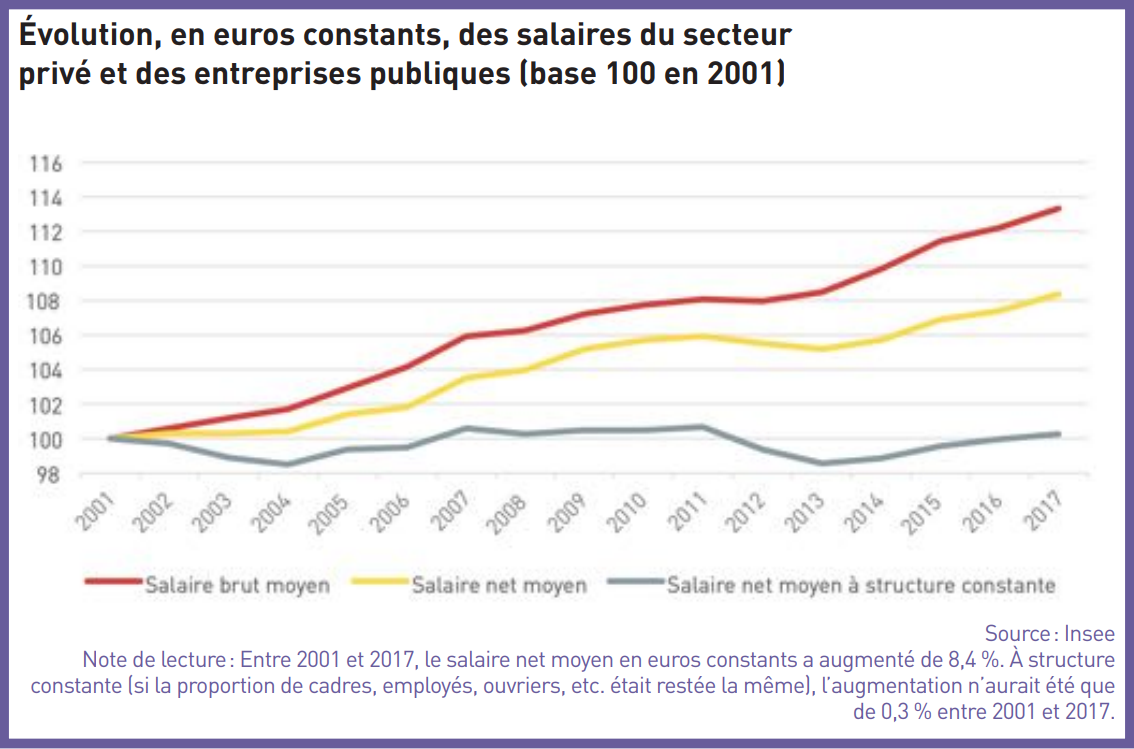 Évolution, en euros constants, des salaires du secteur
privé et des entreprises publiques (base 100 en 2001)
116
114
112
110
108
106
104
102
100
98
2001 2002 2003 2004 2005 2006 2007 2008 2009 2010 2011 2012 2013 2014 2015 2016 2017
Salaire brut moyen Salaire net moyen Salaire net moyen à structure constante
Source : Insee
Note de lecture : Entre 2001 et 2017, le salaire net moyen en euros constants a augmenté de 8,4 %. À structure
constante (si la proportion de cadres, employés, ouvriers, etc. était restée la même), l’augmentation n’aurait été que
de 0,3 % entre 2001 et 2017.